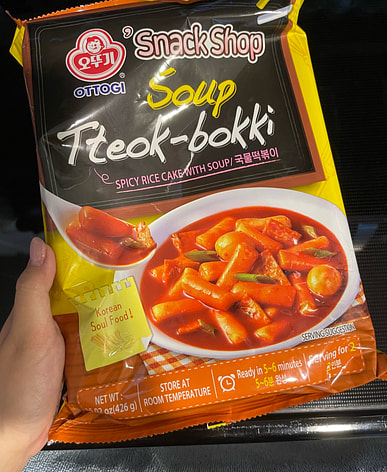 'Snack Shop
오뚜기
OTTOGI
Soup
Tteok-bokki
SPICY RICE CAKE WITH SOUP/ 국물떡볶이
Korean
Soul Food!
SERVING SUGGESTION
NET WT :
(426 g)
STORE AT
ROOM TEMPERATURE
Ready in 5~6 minutes
5~6분 완성
Serving for 2